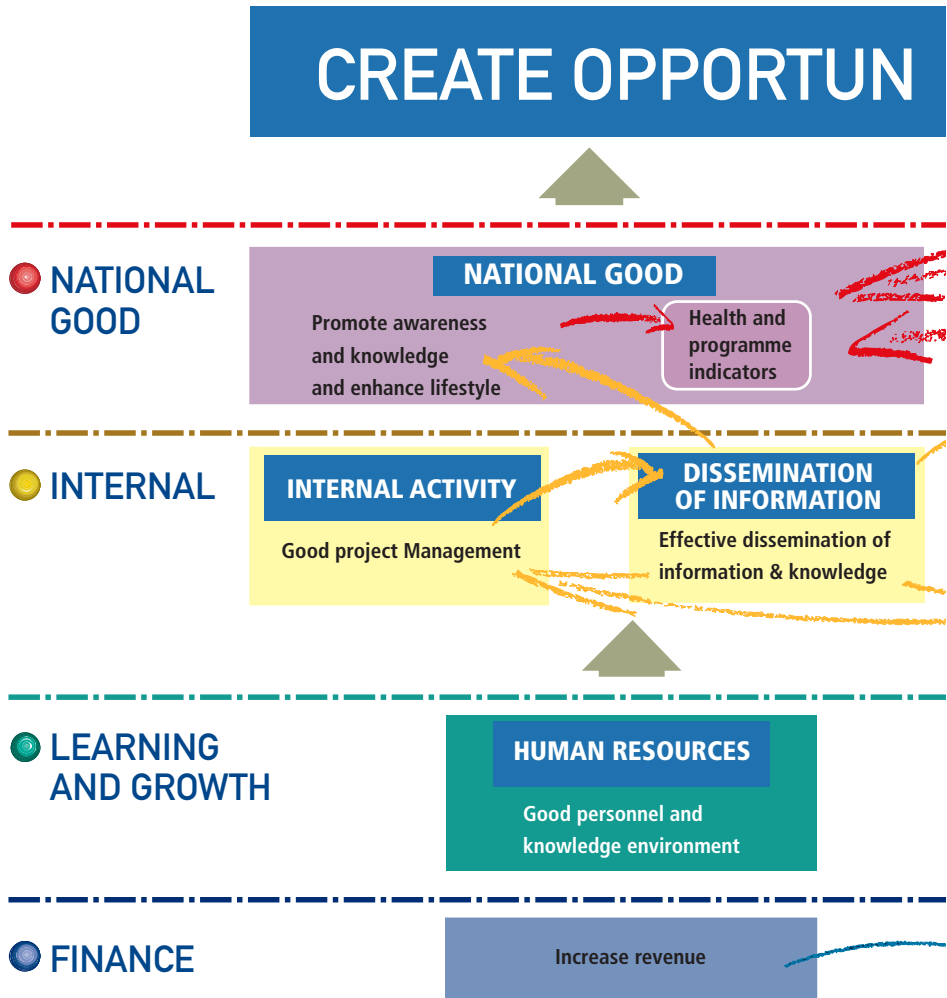 CREATE OPPORTUN
NATIONAL
GOOD
NATIONAL GOOD
Promote awareness
and knowledge
and enhance lifestyle
Health and
programme
indicators
INTERNAL
INTERNAL ACTIVITY
Good project Management
DISSEMINATION
OF INFORMATION
Effective dissemination of
information & knowledge
LEARNING
AND GROWTH
HUMAN RESOURCES
Good personnel and
knowledge environment
FINANCE
Increase revenue